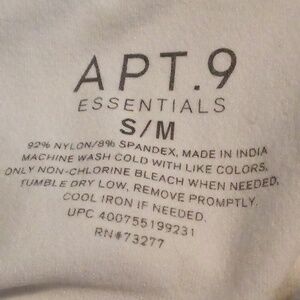 APT.9
ESSENTIALS
S/M
92% NYLON/8% SPANDEX, MADE IN INDIA
MACHINE WASH COLD WITH LIKE COLORS,
ONLY NON-CHLORINE BLEACH WHEN NEEDED,
TUMBLE DRY LOW, REMOVE PROMPTLY.
COOL IRON IF NEEDED.
UPC 400755199231
RN#73277